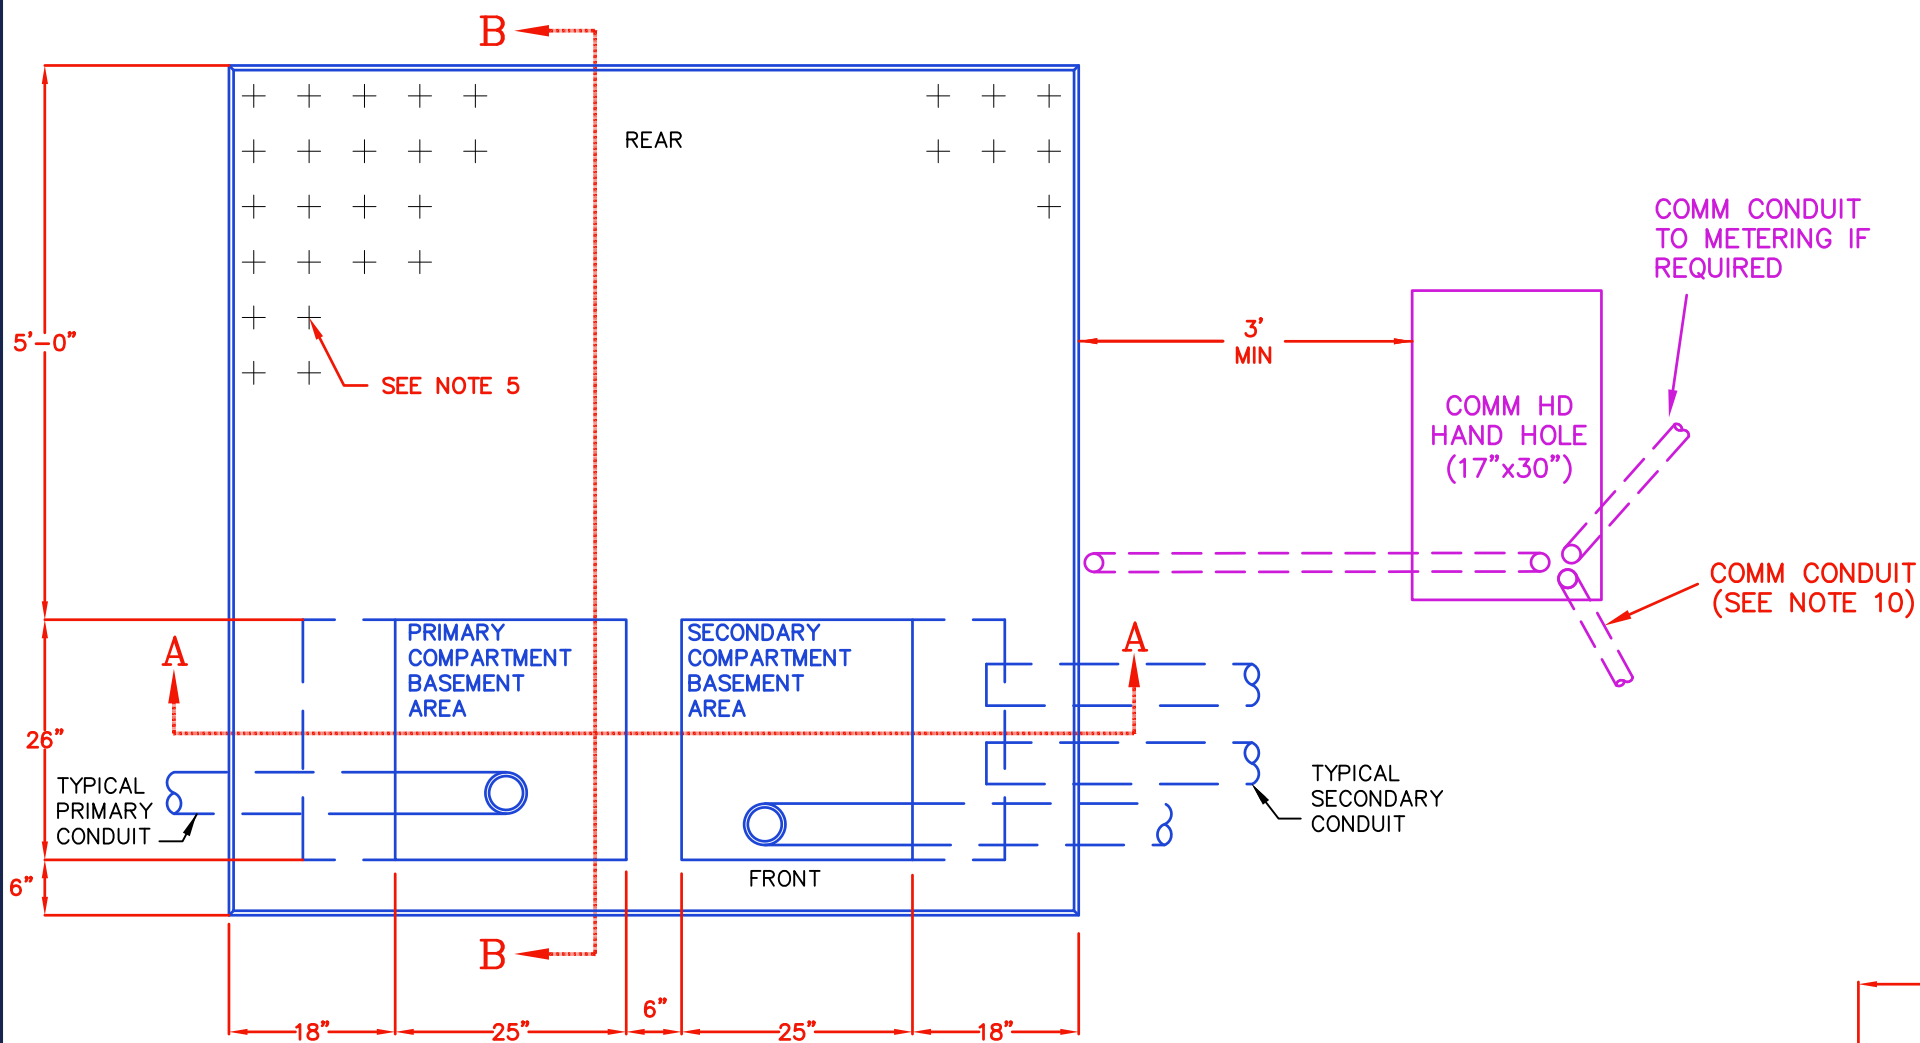 B
REAR
COMM CONDUIT
TO METERING IF
REQUIRED
5'-0"
3'
MIN
SEE NOTE 5
COMM HD
HAND HOLE
(17"x30")
COMM CONDUIT
(SEE NOTE 10)
A
PRIMARY
COMPARTMENT
BASEMENT
AREA
SECONDARY
COMPARTMENT
BASEMENT
AREA
A
26"
TYPICAL
PRIMARY
CONDUIT
TYPICAL
SECONDARY
CONDUIT
6"
FRONT
B
18"
25"
6"
25"
18"